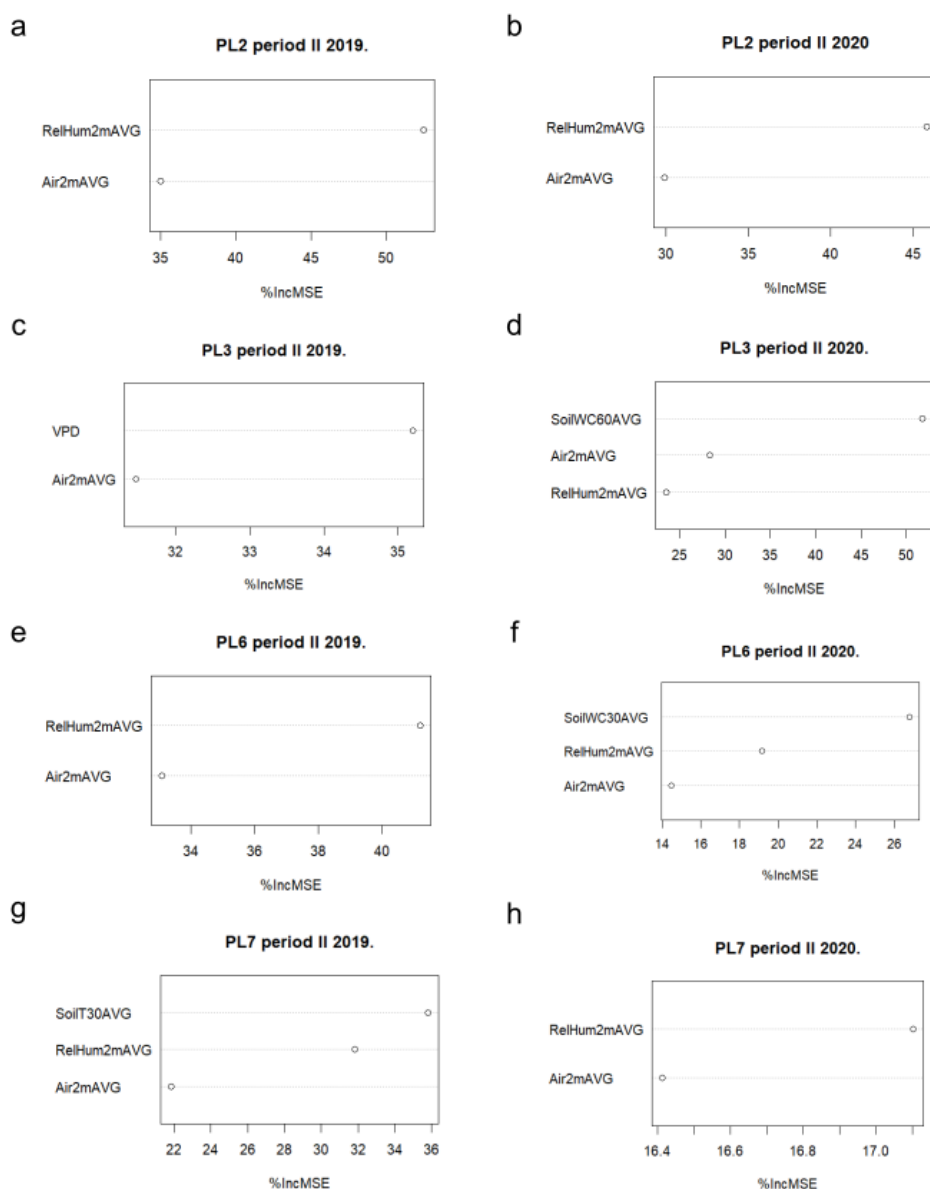 a
PL2 period II 2019.
RelHum2mAVG
Air2mAVG
35 40 45 50
%IncMSE
b
PL2 period II 2020
RelHum2mAVG
Air2mAVG
30 35 40 45
%IncMSE
c
PL3 period II 2019.
VPD
Air2mAVG
32 33 34 35
%IncMSE
d
PL3 period II 2020.
SoilWC60AVG
Air2mAVG
RelHum2mAVG
25 30 35 40 45 50
%IncMSE
e
PL6 period II 2019.
RelHum2mAVG
Air2mAVG
34 36 38 40
%IncMSE
f
PL6 period II 2020.
SoilWC30AVG
RelHum2mAVG
Air2mAVG
14 16 18 20 22 24 26
%IncMSE
g
PL7 period II 2019.
SoilT30AVG
RelHum2mAVG
Air2mAVG
22 24 26 28 30 32 34 36
%IncMSE
h
PL7 period II 2020.
RelHum2mAVG
Air2mAVG
16.4 16.6 16.8 17.0
%IncMSE